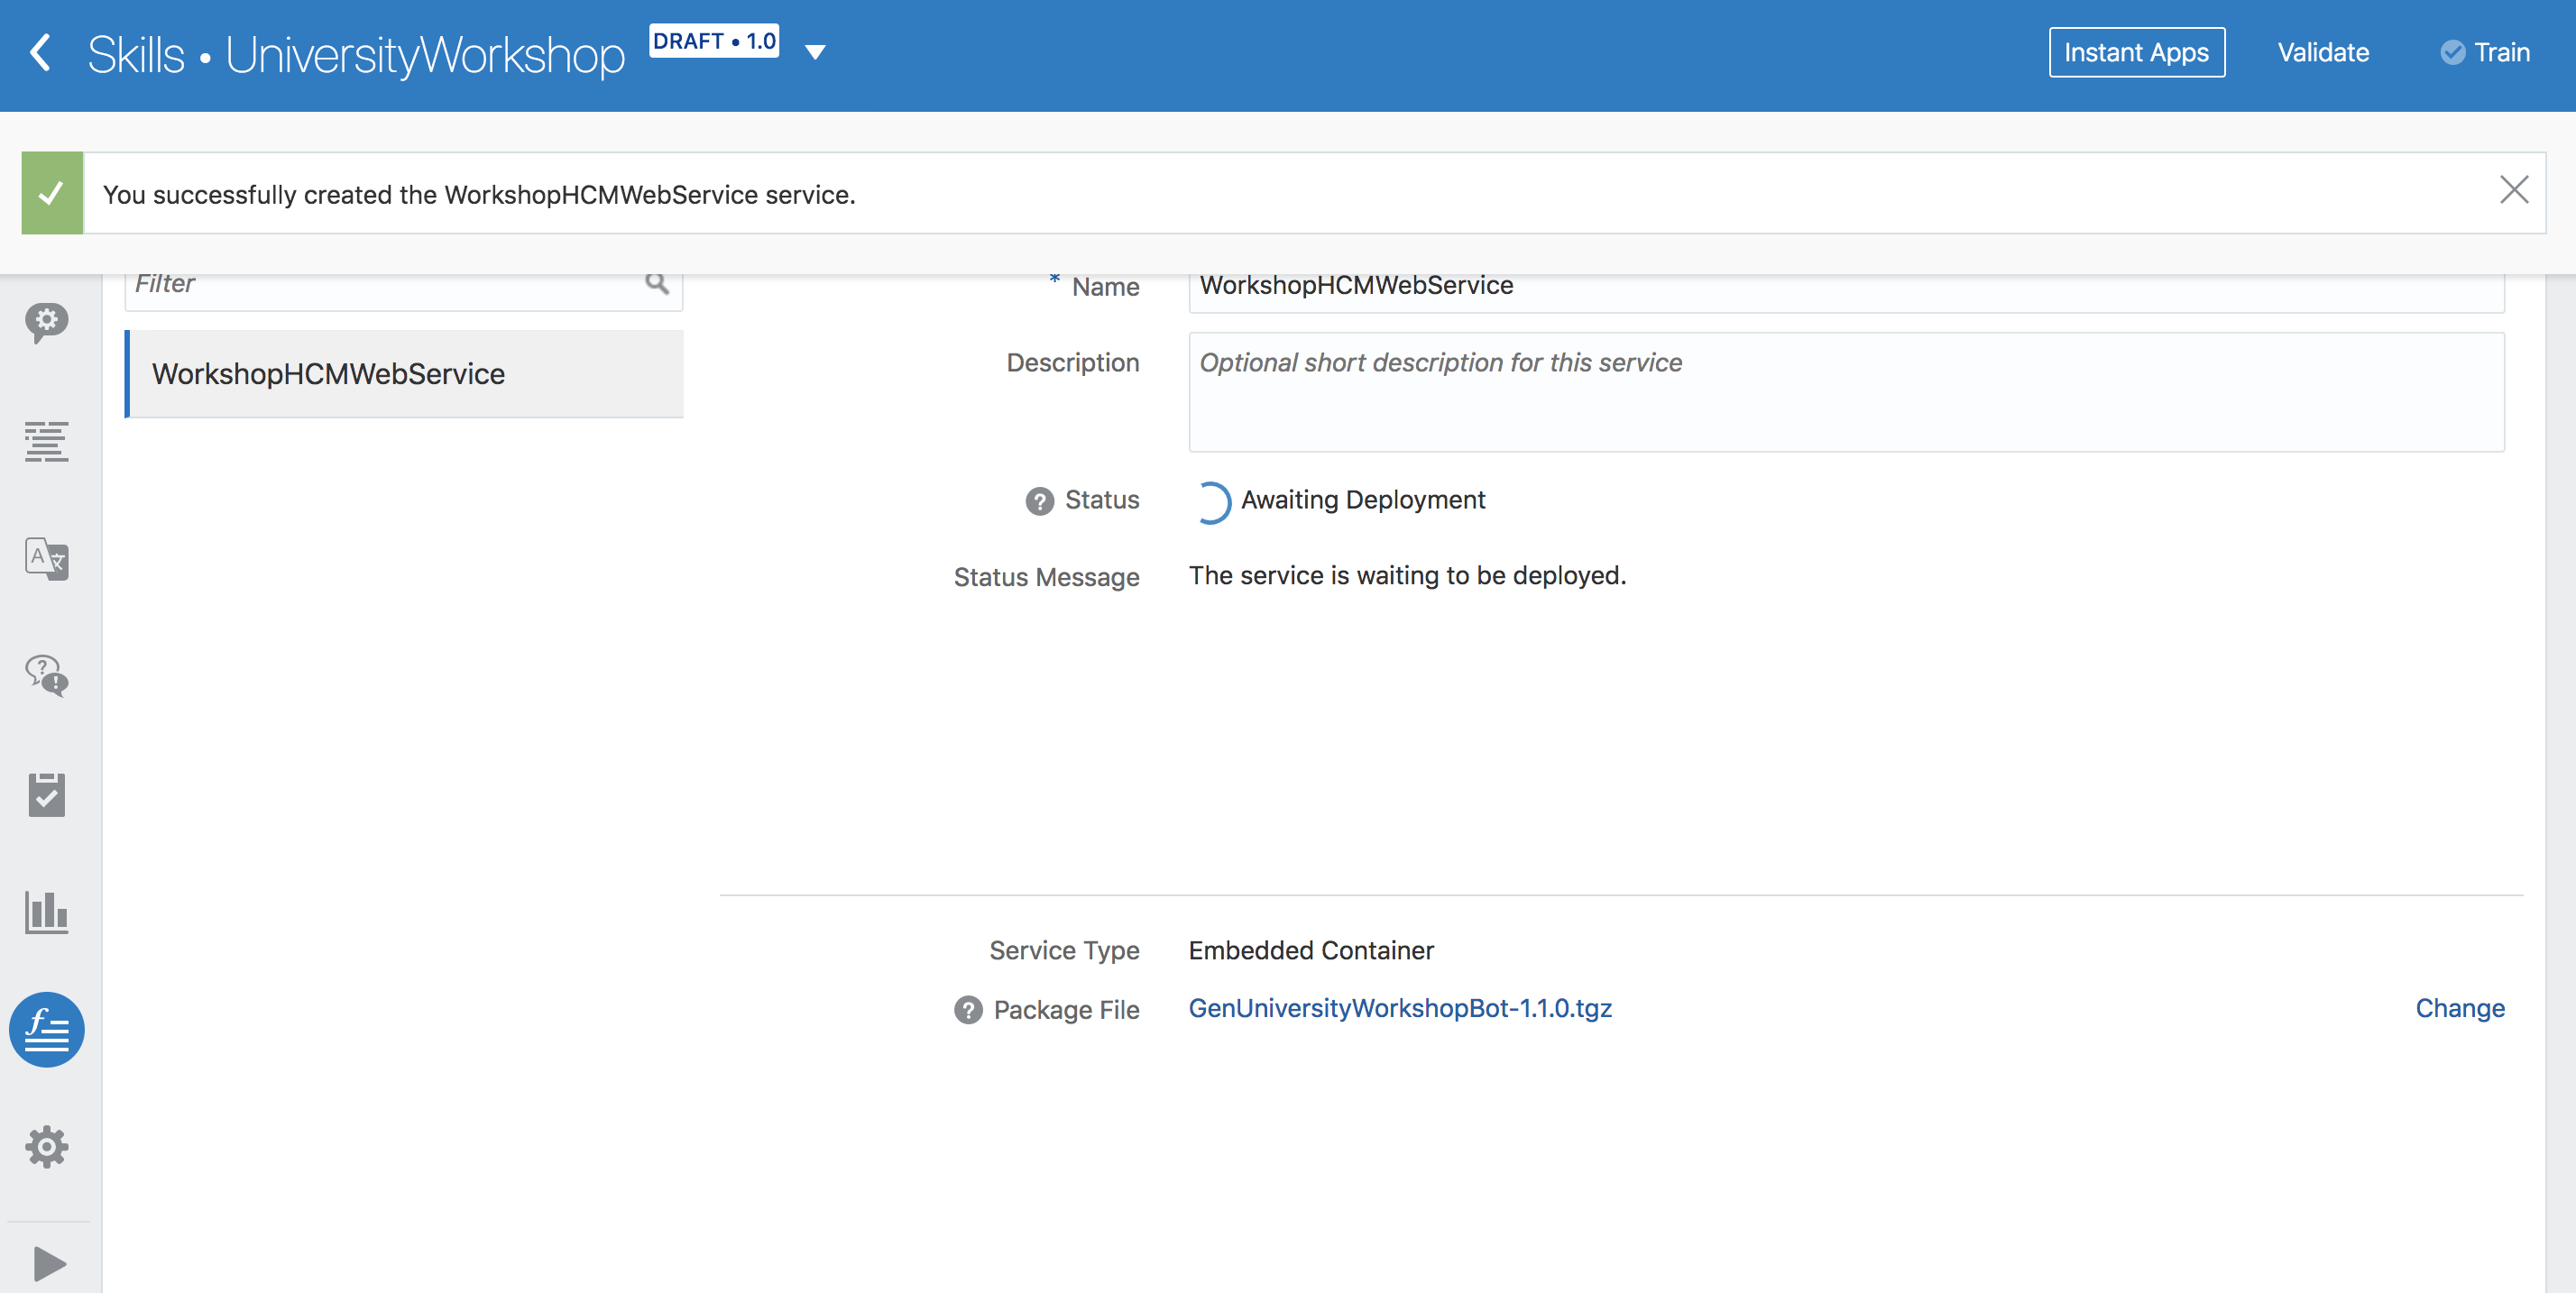 Skills • UniversityWorkshop DRAFT • 1.0
Instant Apps Validate Train
You successfully created the WorkshopHCMWebService service.
Filter
WorkshopHCMWebService
* Name WorkshopHCMWebService
Description Optional short description for this service
? Status Awaiting Deployment
Status Message The service is waiting to be deployed.
Service Type Embedded Container
? Package File GenUniversityWorkshopBot-1.1.0.tgz Change